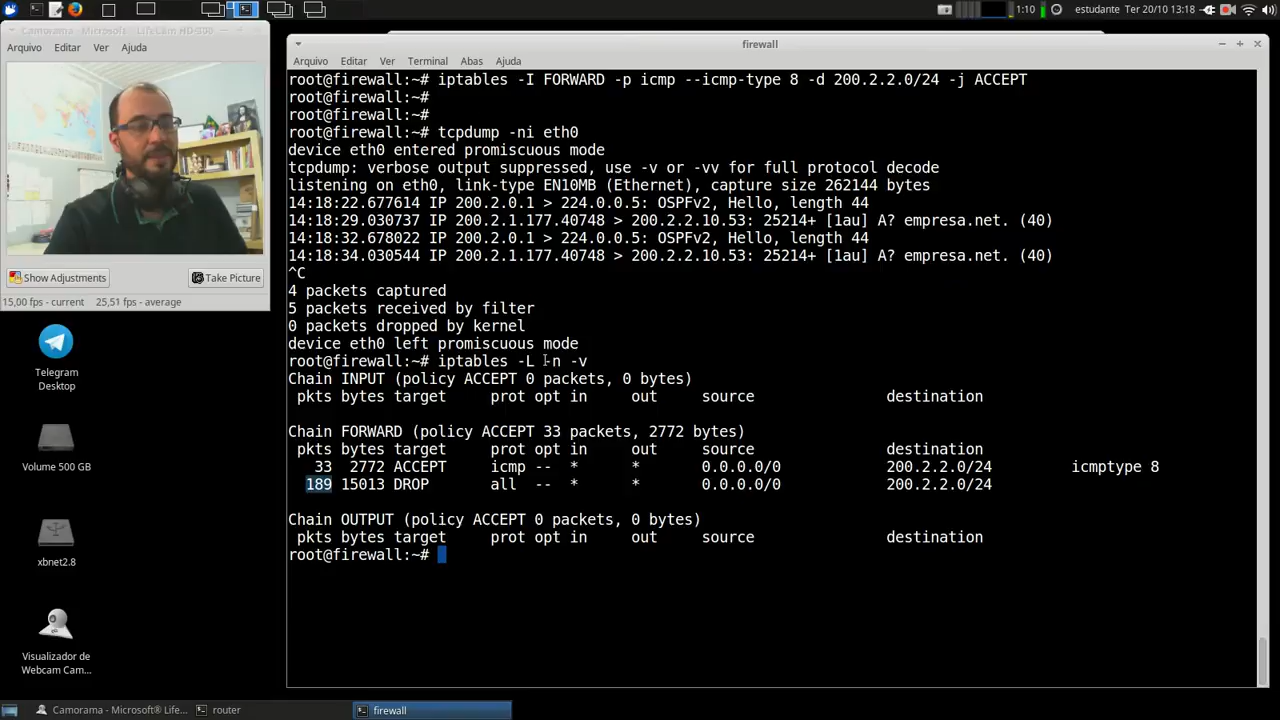 1:10
estudante Ter 20/10 13:18
Arquivo Editar Ver Ajuda
Show Adjustments
Take Picture
15,00 fps - current 25,51 fps - average
Telegram
Desktop
Volume 500 GB
xbnet2.8
Visualizador de
Webcam Cam...
firewall
Arquivo Editar Ver Terminal Abas Ajuda
root@firewall:~# iptables -I FORWARD -p icmp --icmp-type 8 -d 200.2.2.0/24 -j ACCEPT
root@firewall:~#
root@firewall:~#
root@firewall:~# tcpdump -ni eth0
device eth0 entered promiscuous mode
tcpdump: verbose output suppressed, use -v or -vv for full protocol decode
listening on eth0, link-type EN10MB (Ethernet), capture size 262144 bytes
14:18:22.677614 IP 200.2.0.1 > 224.0.0.5: OSPFv2, Hello, length 44
14:18:29.030737 IP 200.2.1.177.40748 > 200.2.2.10.53: 25214+ [1au] A? empresa.net. (40)
14:18:32.678022 IP 200.2.0.1 > 224.0.0.5: OSPFv2, Hello, length 44
14:18:34.030544 IP 200.2.1.177.40748 > 200.2.2.10.53: 25214+ [1au] A? empresa.net. (40)
^C
4 packets captured
5 packets received by filter
0 packets dropped by kernel
device eth0 left promiscuous mode
root@firewall:~# iptables -L -n -v
Chain INPUT (policy ACCEPT 0 packets, 0 bytes)
pkts bytes target prot opt in out source destination
Chain FORWARD (policy ACCEPT 33 packets, 2772 bytes)
pkts bytes target prot opt in out source destination
33 2772 ACCEPT icmp -- * * 0.0.0.0/0 200.2.2.0/24 icmptype 8
189 15013 DROP all -- * * 0.0.0.0/0 200.2.2.0/24
Chain OUTPUT (policy ACCEPT 0 packets, 0 bytes)
pkts bytes target prot opt in out source destination
root@firewall:~#
Camorama - Microsoft® LifeCa...
router
firewall